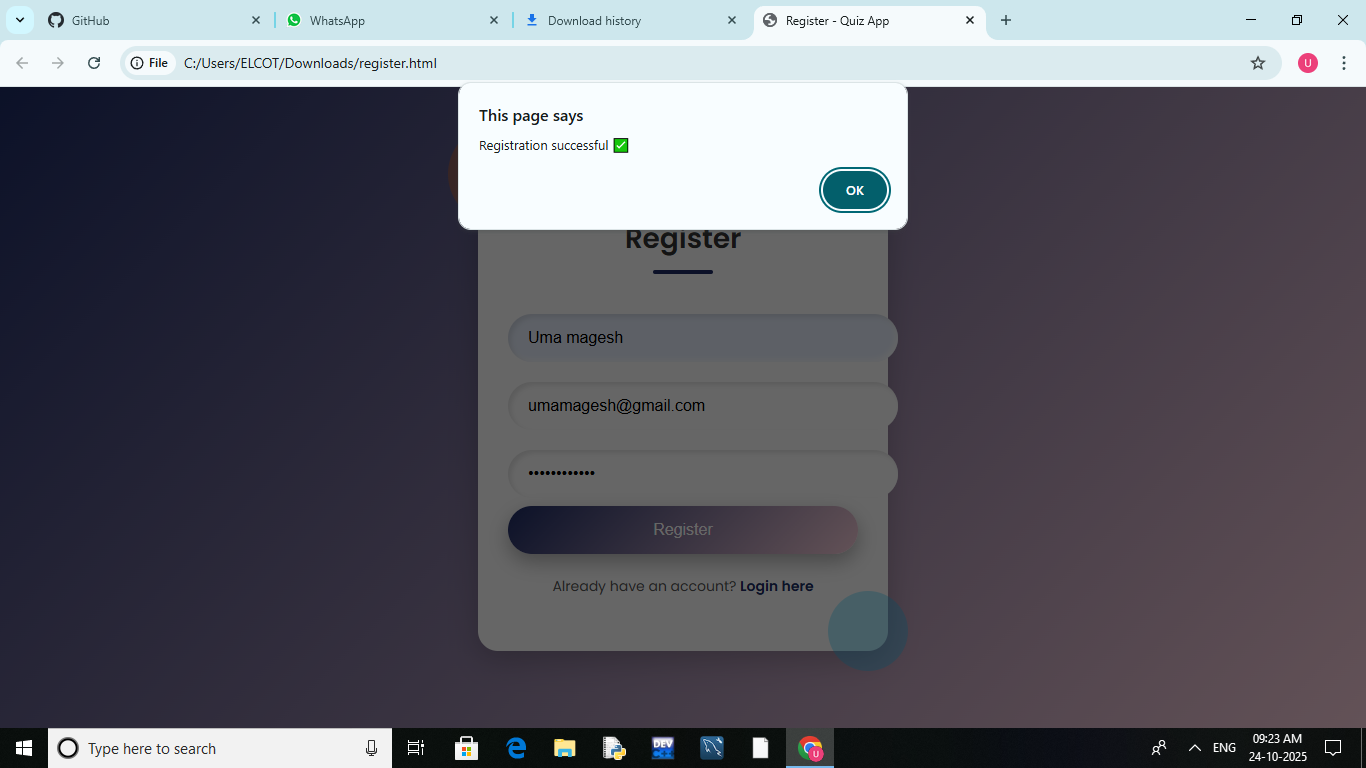 GitHub
WhatsApp
Download history
Register - Quiz App
File
C:/Users/ELCOT/Downloads/register.html
U
This page says
Registration successful ✅
OK
Register
Uma magesh
umamagesh@gmail.com
••••••••••••
Register
Already have an account? Login here
Type here to search
DEV
U
ENG
09:23 AM
24-10-2025